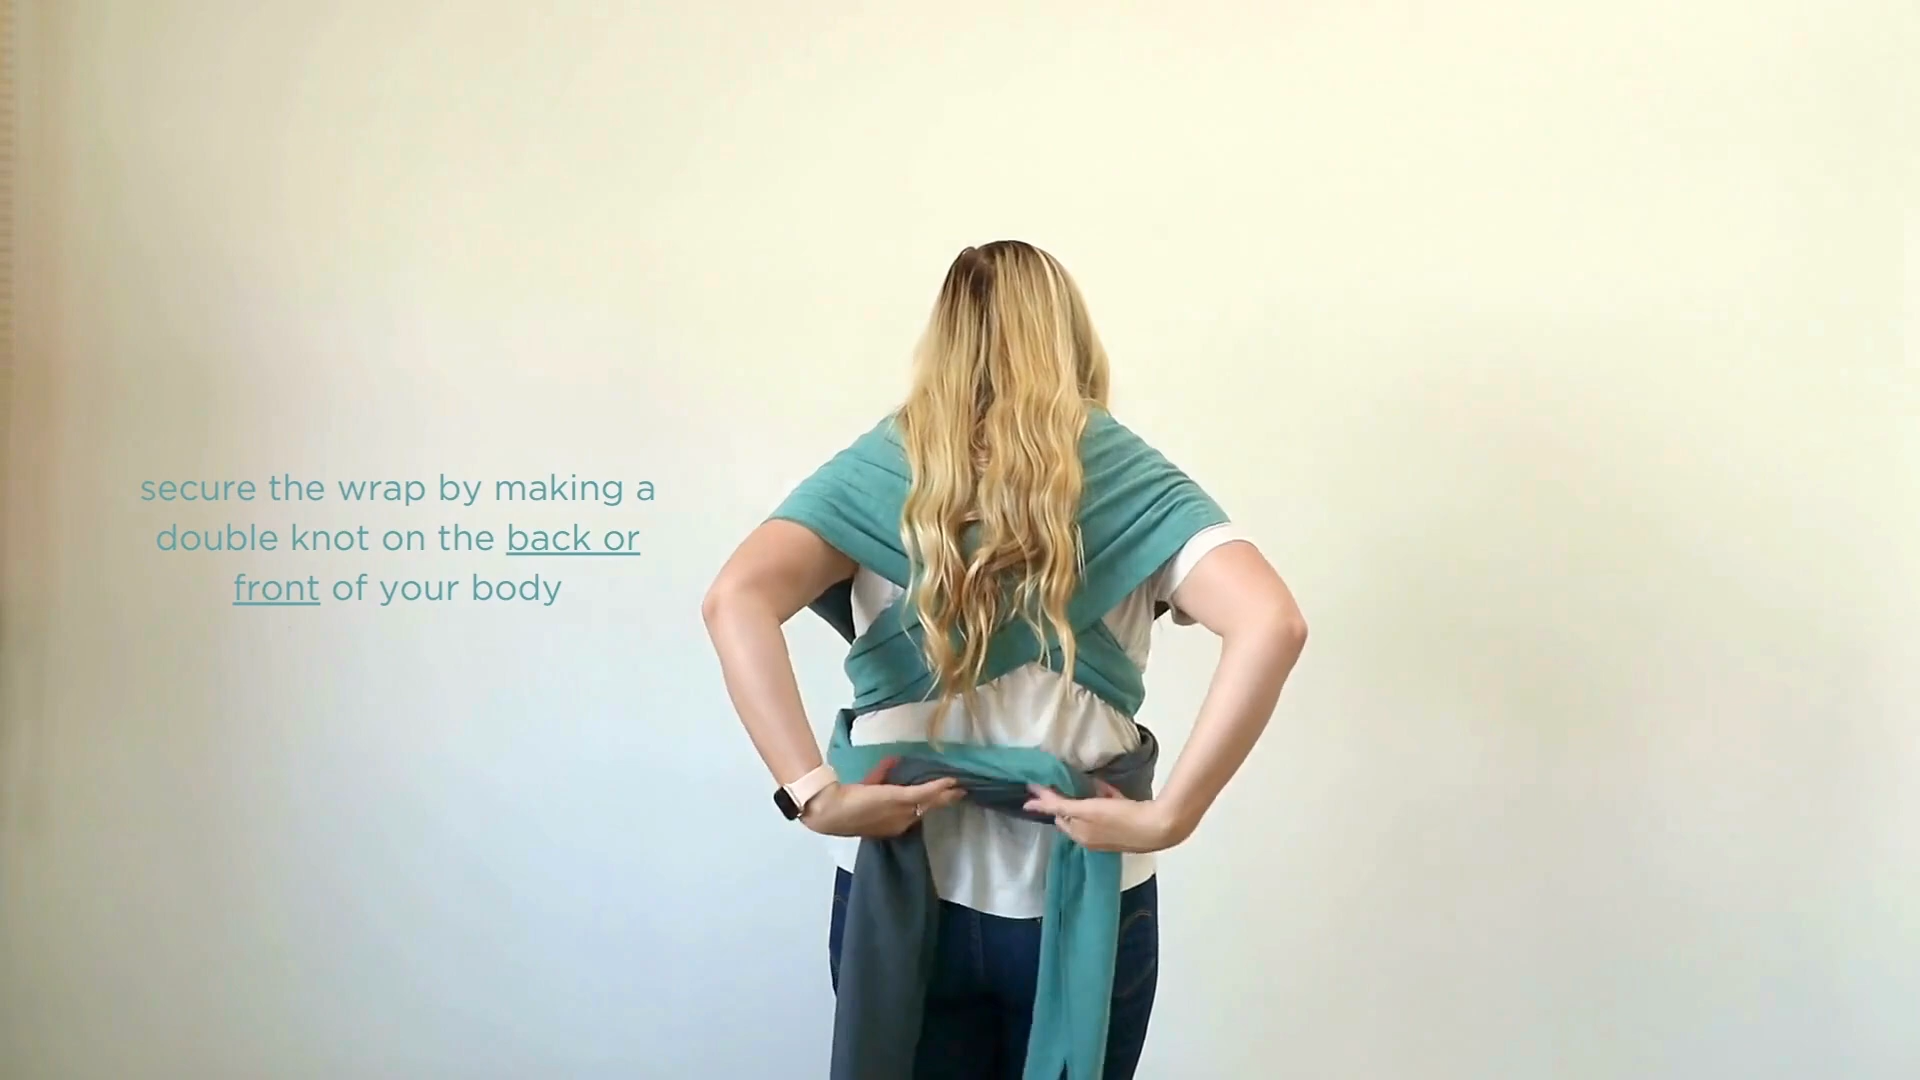 secure the wrap by making a
double knot on the back or
front of your body